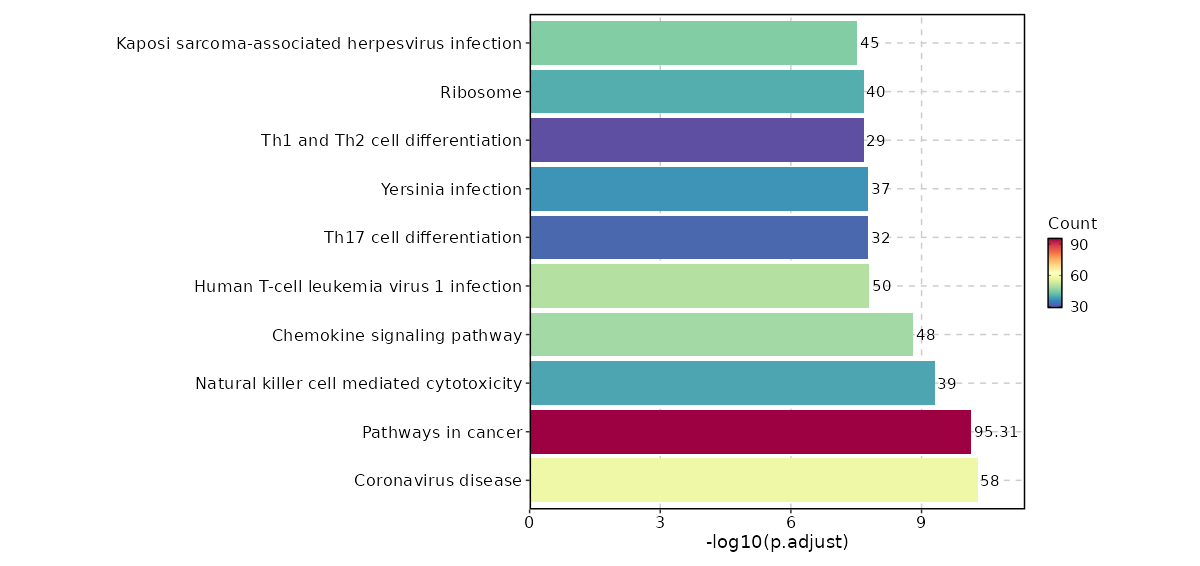 Kaposi sarcoma-associated herpesvirus infection
45
Ribosome
40
Th1 and Th2 cell differentiation
29
Yersinia infection
37
Th17 cell differentiation
32
Human T-cell leukemia virus 1 infection
50
Chemokine signaling pathway
48
Natural killer cell mediated cytotoxicity
39
Pathways in cancer
95.31
Coronavirus disease
58
0 3 6 9
-log10(p.adjust)
Count
90
60
30